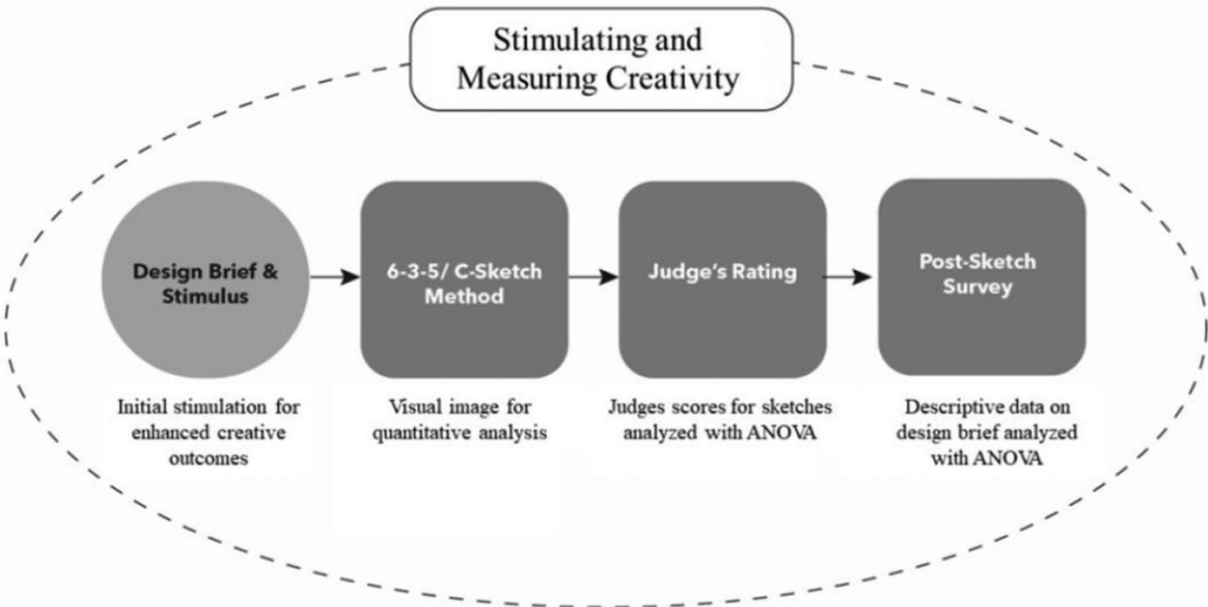 Stimulating and
Measuring Creativity
Design Brief &
Stimulus
6-3-5/ C-Sketch
Method
Judge's Rating
Post-Sketch
Survey
Initial stimulation for
enhanced creative
outcomes
Visual image for
quantitative analysis
Judges scores for sketches
analyzed with ANOVA
Descriptive data on
design brief analyzed
with ANOVA